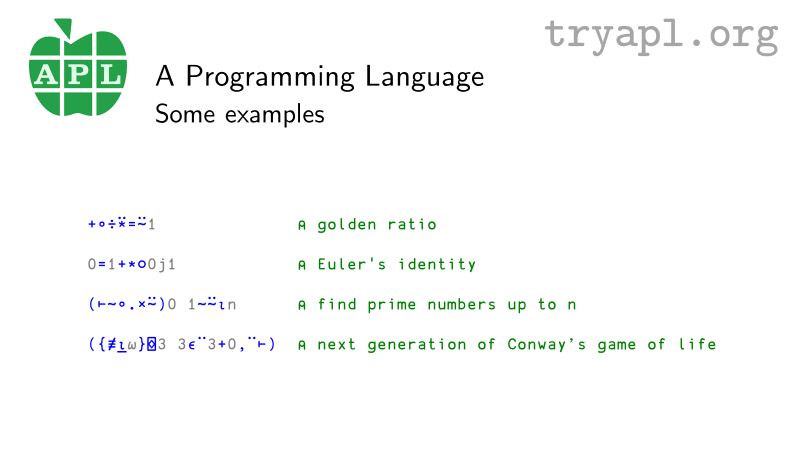 tryapl.org
APL
A Programming Language
Some examples
+∘÷⍣=⍨1 ⍝ golden ratio
0=1+*○0j1 ⍝ Euler's identity
(⊢~∘.×⍨)0 1~⍨⍳n ⍝ find prime numbers up to n
({≢⍸⍵}⌺3 3∊¨3+0,¨⊢) ⍝ next generation of Conway’s game of life